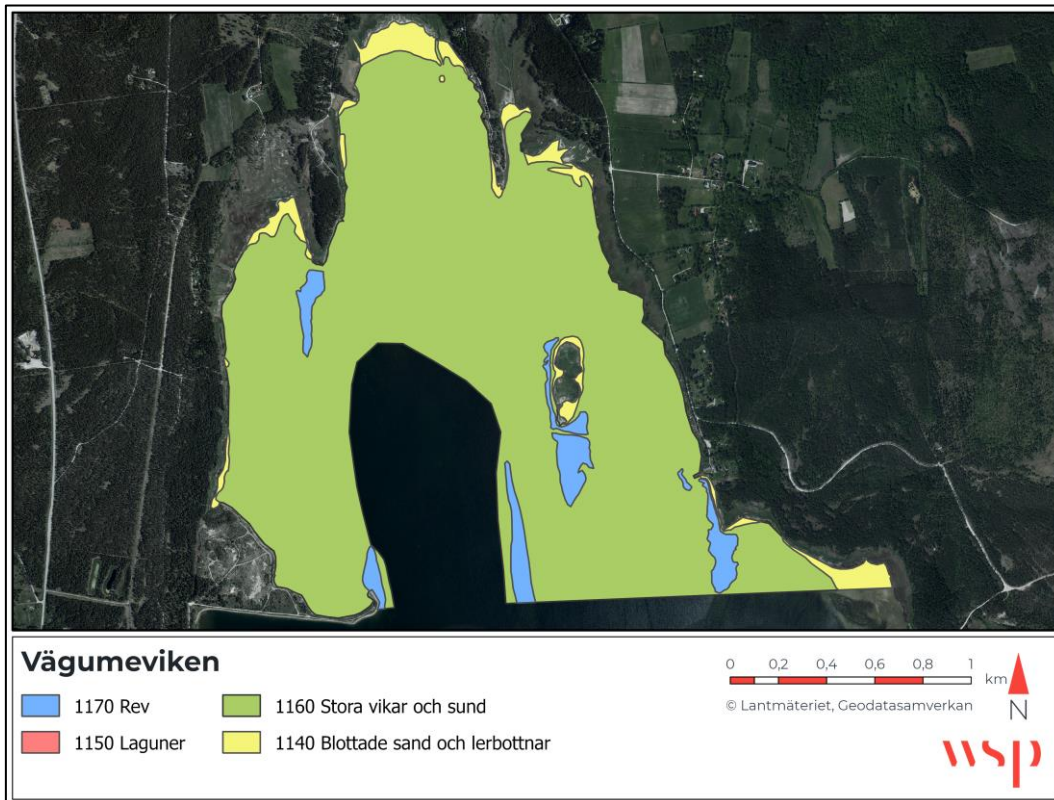 Vägumeviken
1170 Rev
1160 Stora vikar och sund
1150 Laguner
1140 Blottade sand och lerbottnar
0 0,2 0,4 0,6 0,8 1
km
© Lantmäteriet, Geodatasamverkan
N
wsp